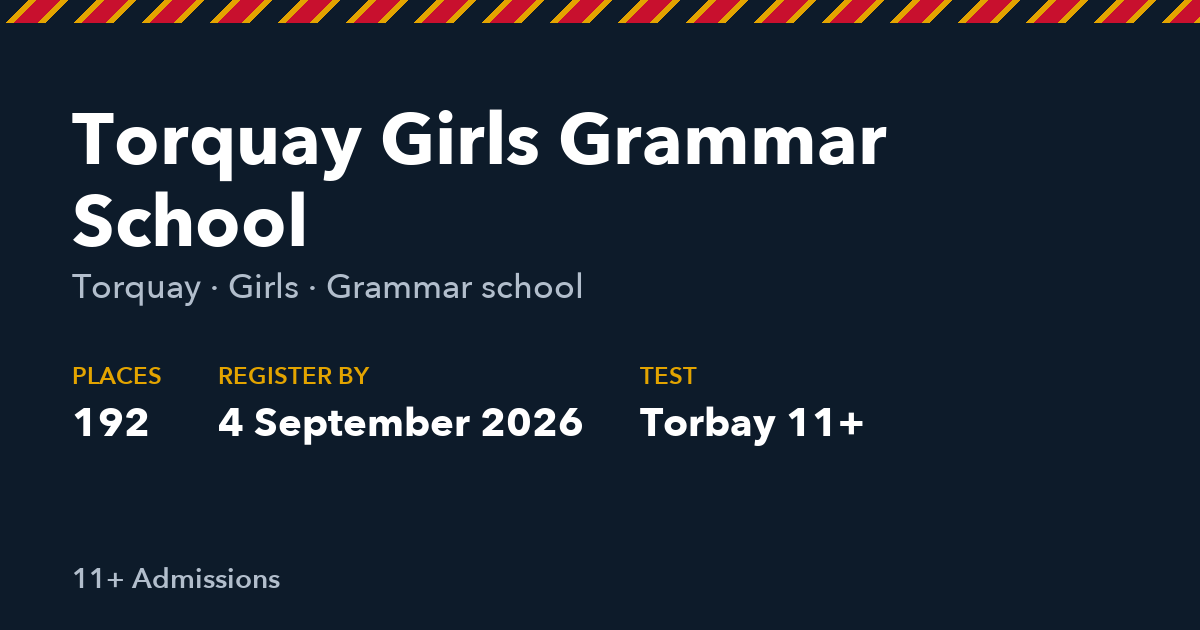 Torquay Girls Grammar
School
Torquay · Girls · Grammar school
PLACES REGISTER BY TEST
192 4 September 2026 Torbay 11+
11+ Admissions